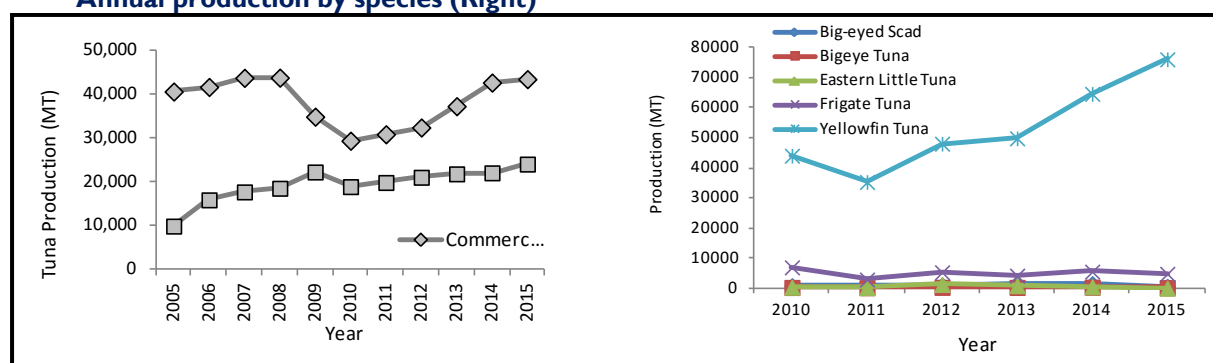 Annual production by species (Right)
50,000
40,000
30,000
20,000
10,000
0
Tuna Production (MT)
2005
2006
2007
2008
2009
2010
2011
2012
2013
2014
2015
Year
Commerc...
Big-eyed Scad
Bigeye Tuna
Eastern Little Tuna
Frigate Tuna
Yellowfin Tuna
80000
70000
60000
50000
40000
30000
20000
10000
0
Production (MT)
2010 2011 2012 2013 2014 2015
Year